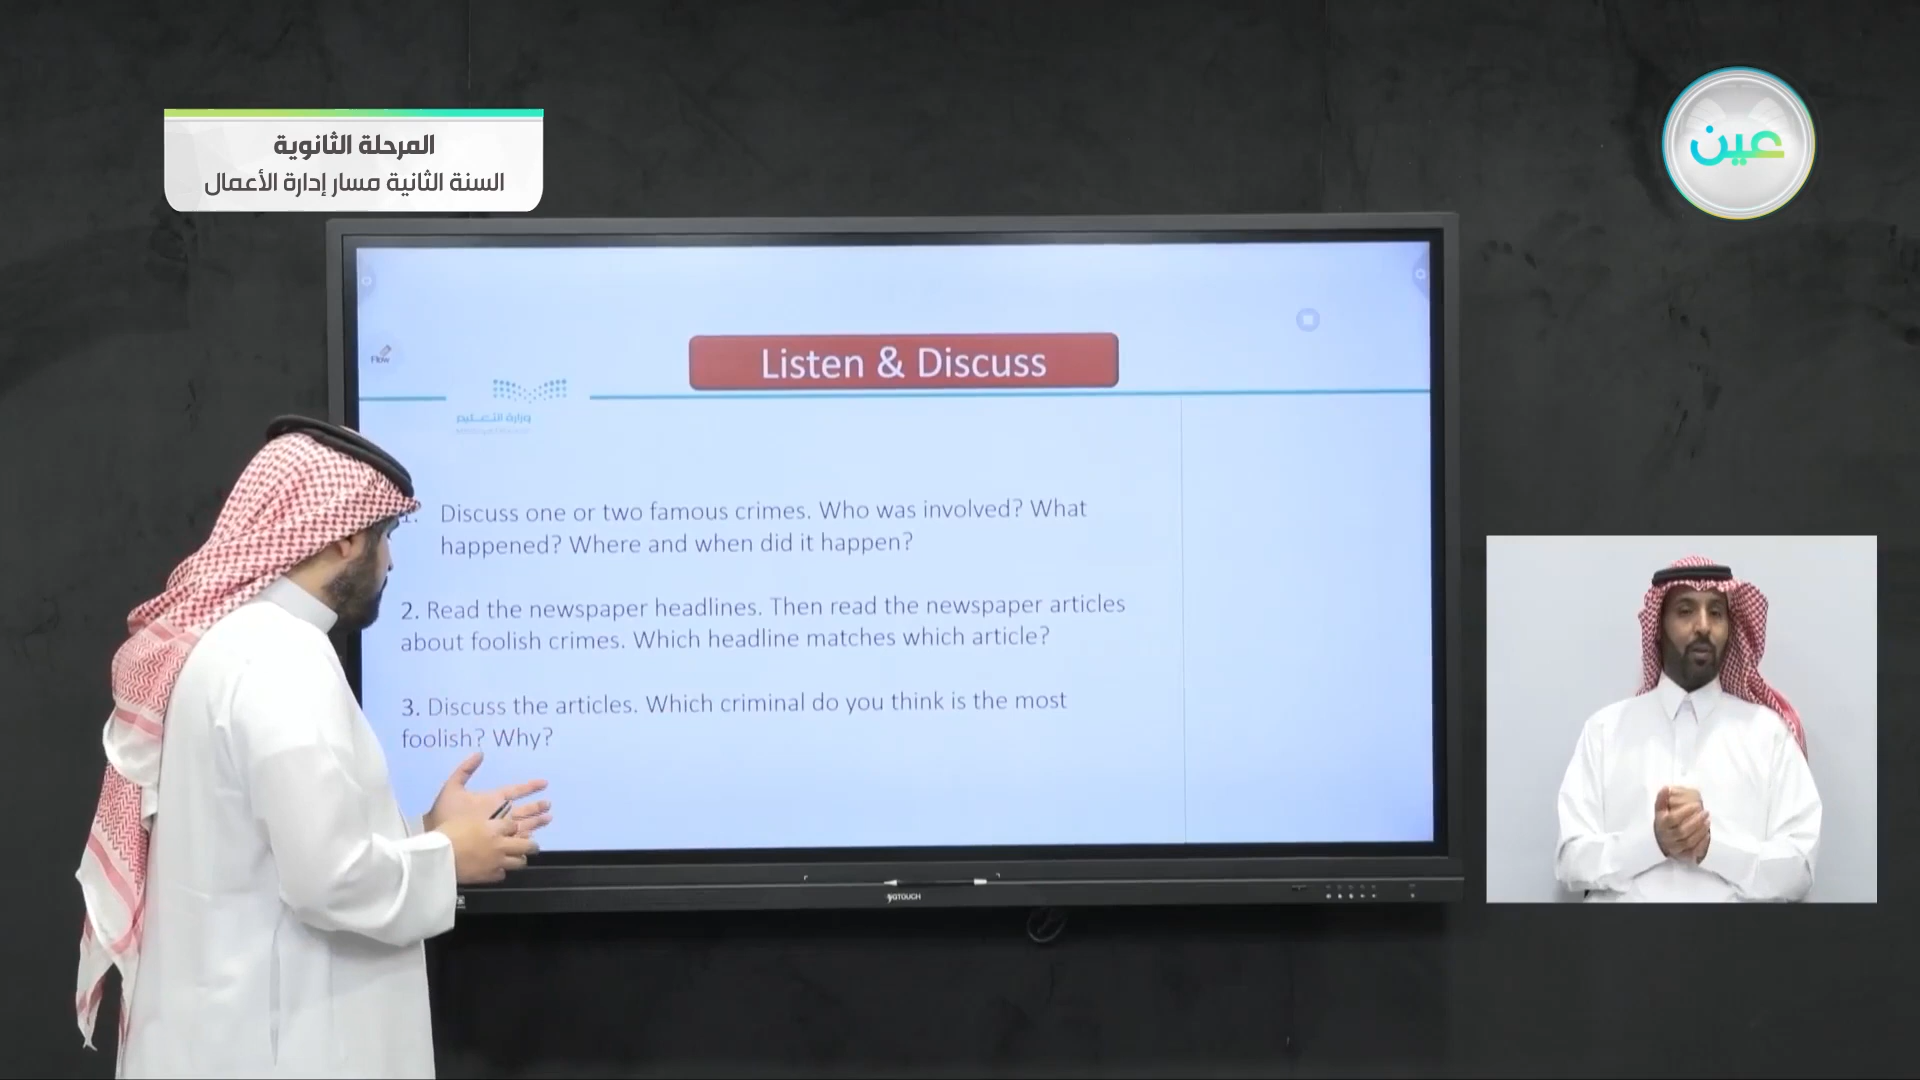 المرحلة الثانوية
السنة الثانية مسار إدارة الأعمال
عين
Listen & Discuss
Flow
وزارة التعليم
1. Discuss one or two famous crimes. Who was involved? What
happened? Where and when did it happen?
2. Read the newspaper headlines. Then read the newspaper articles
about foolish crimes. Which headline matches which article?
3. Discuss the articles. Which criminal do you think is the most
foolish? Why?